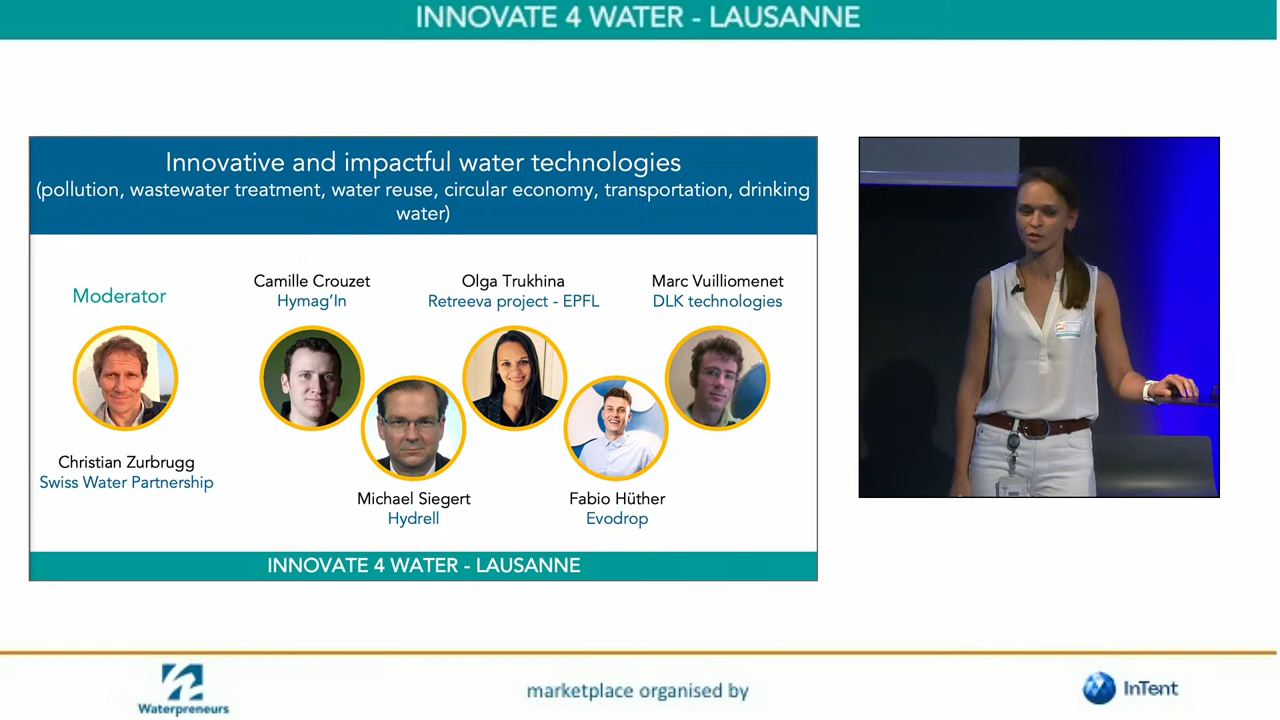 INNOVATE 4 WATER - LAUSANNE
Innovative and impactful water technologies
(pollution, wastewater treatment, water reuse, circular economy, transportation, drinking
water)
Moderator
Christian Zurbrugg
Swiss Water Partnership
Camille Crouzet
Hymag'In
Michael Siegert
Hydrell
Olga Trukhina
Retreeva project - EPFL
Fabio Hüther
Evodrop
Marc Vuilliomenet
DLK technologies
INNOVATE 4 WATER - LAUSANNE
Waterpreneurs
marketplace organised by
InTent